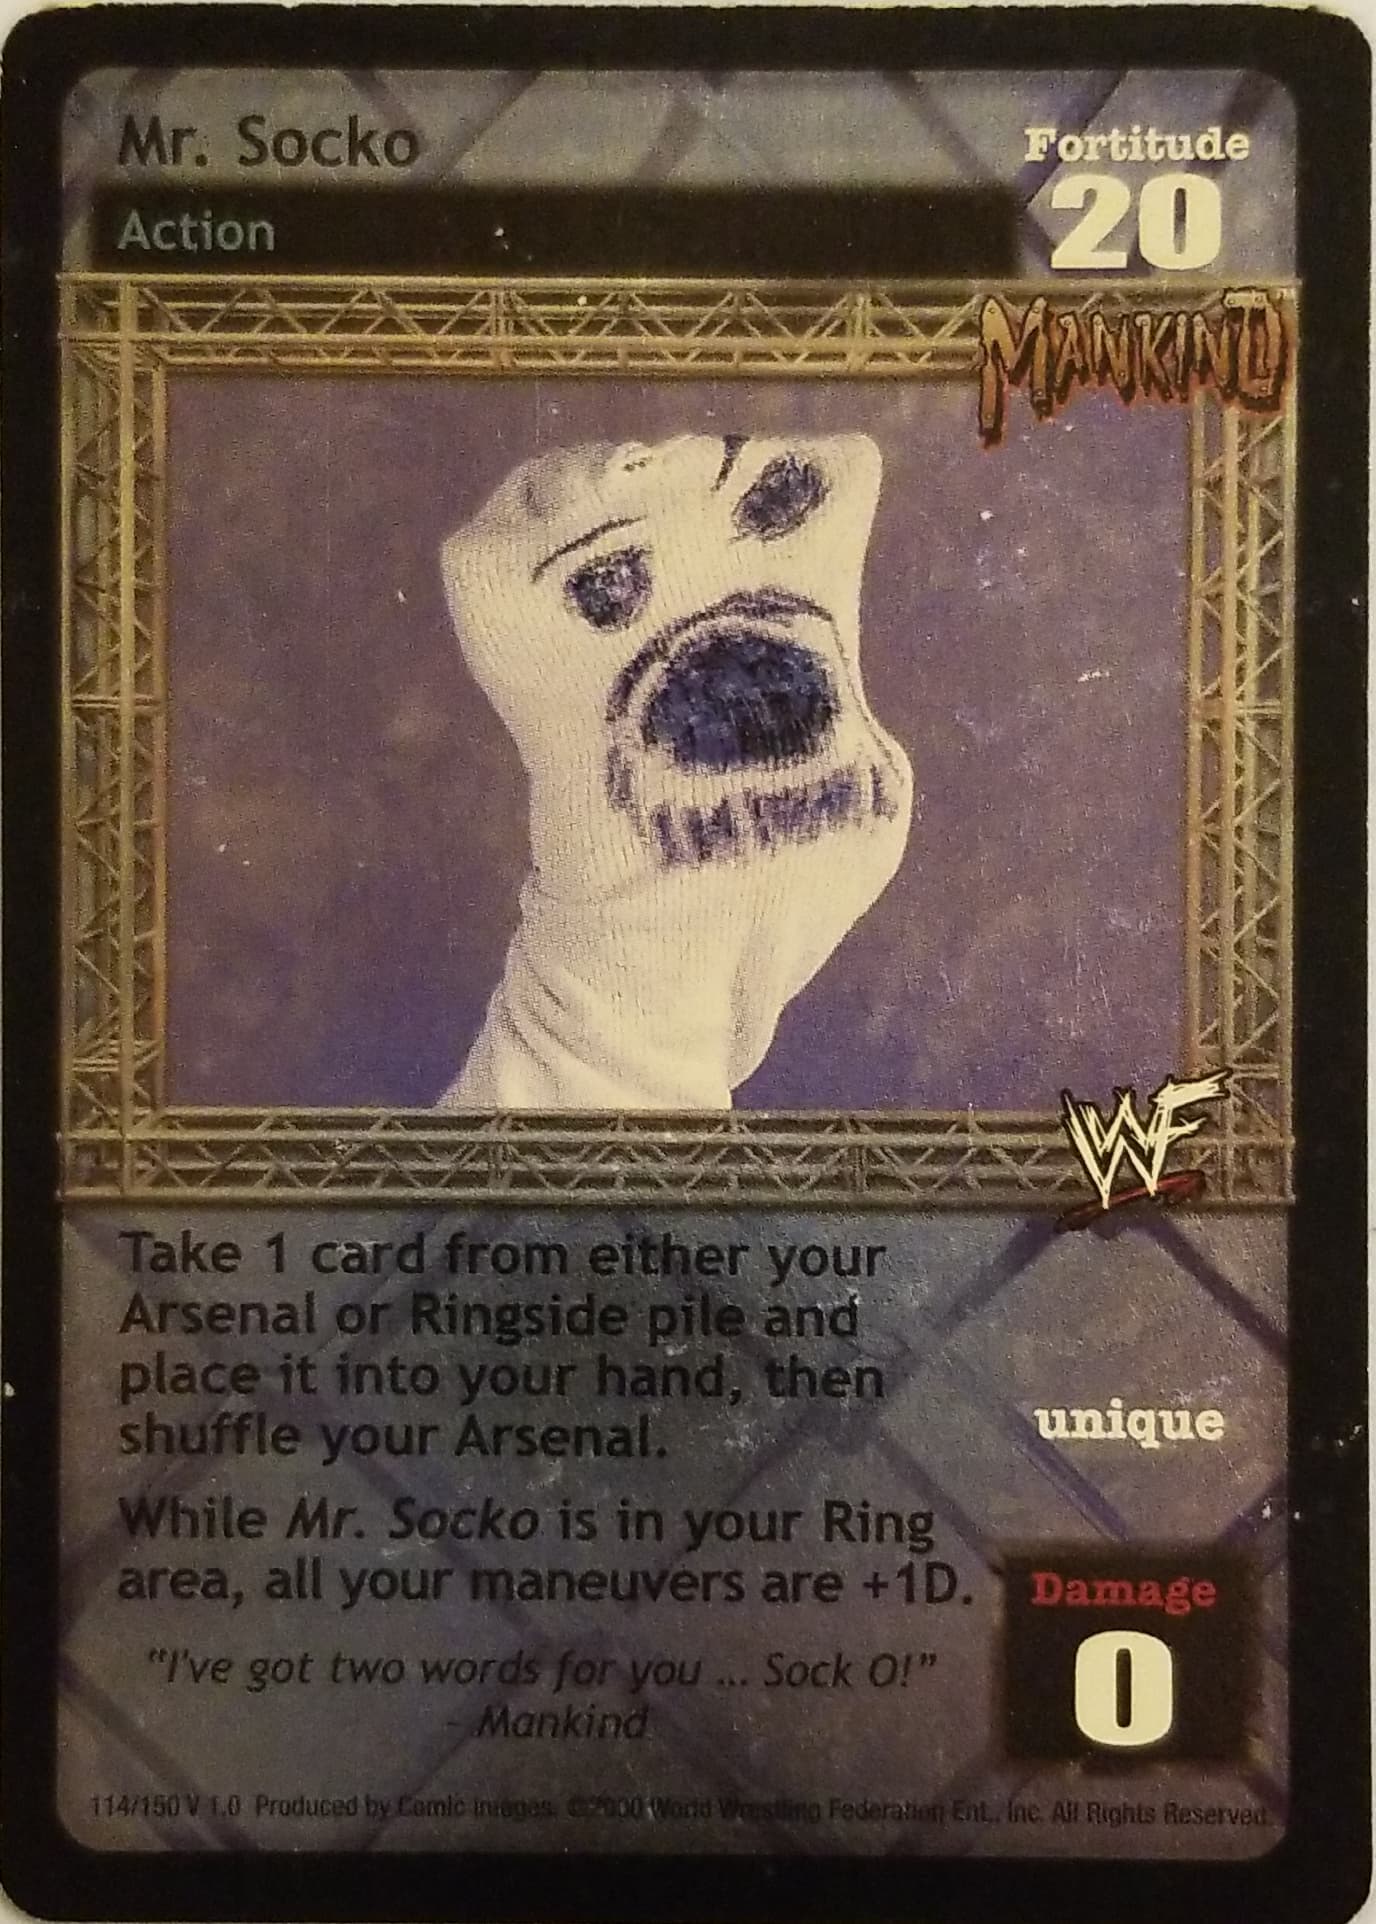 Mr. Socko
Fortitude
20
Action
MANKIND
WF
Take 1 card from either your
Arsenal or Ringside pile and
place it into your hand, then
shuffle your Arsenal.
unique
While Mr. Socko is in your Ring
area, all your maneuvers are +1D.
Damage
0
“I've got two words for you ... Sock O!”
- Mankind
114/150 V 1.0 Produced by Comic Images. ©2000 World Wrestling Federation Ent., Inc. All Rights Reserved.